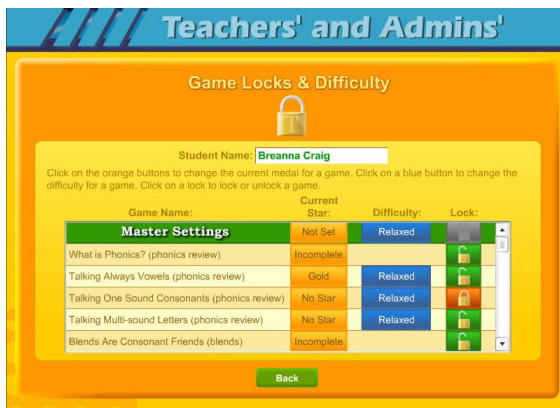 Teachers' and Admins'
Game Locks & Difficulty
T
Student Name: Breanna Craig
Click on the orange buttons to change the current medal for a game. Click on a blue button to change the
difficulty for a game. Click on a lock to lock or unlock a game.
Game Name: Current Star: Difficulty: Lock:
Master Settings Not Set Relaxed
What is Phonics? (phonics review) Incomplete
Talking Always Vowels (phonics review) Gold Relaxed
Talking One Sound Consonants (phonics review) No Star Relaxed
Talking Multi-sound Letters (phonics review) No Star Relaxed
Blends Are Consonant Friends (blends) Incomplete
Back